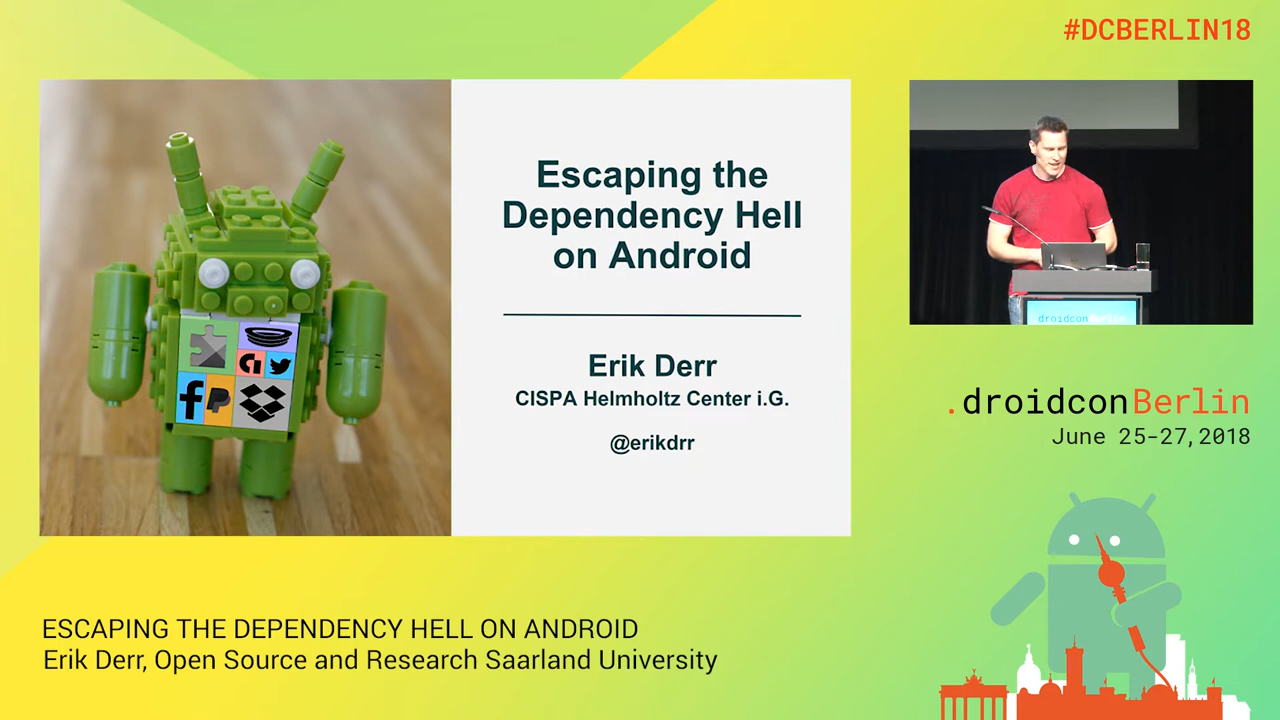 #DCBERLIN18
Escaping the
Dependency Hell
on Android
Erik Derr
CISPA Helmholtz Center i.G.
@erikdrr
droidconBerlin
.droidconBerlin
June 25-27, 2018
ESCAPING THE DEPENDENCY HELL ON ANDROID
Erik Derr, Open Source and Research Saarland University